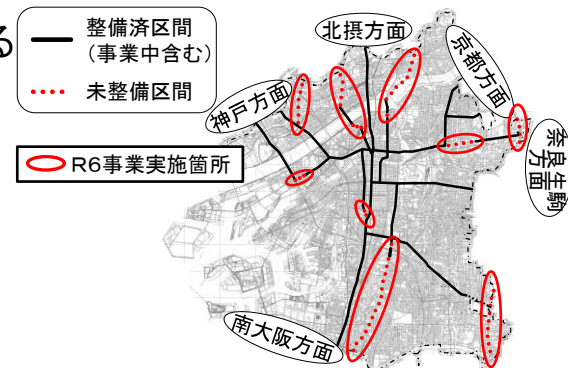 る
整備済区間
(事業中含む)
未整備区間
R6事業実施箇所
北摂方面
京都方面
神戸方面
奈良生駒
方面
南大阪方面